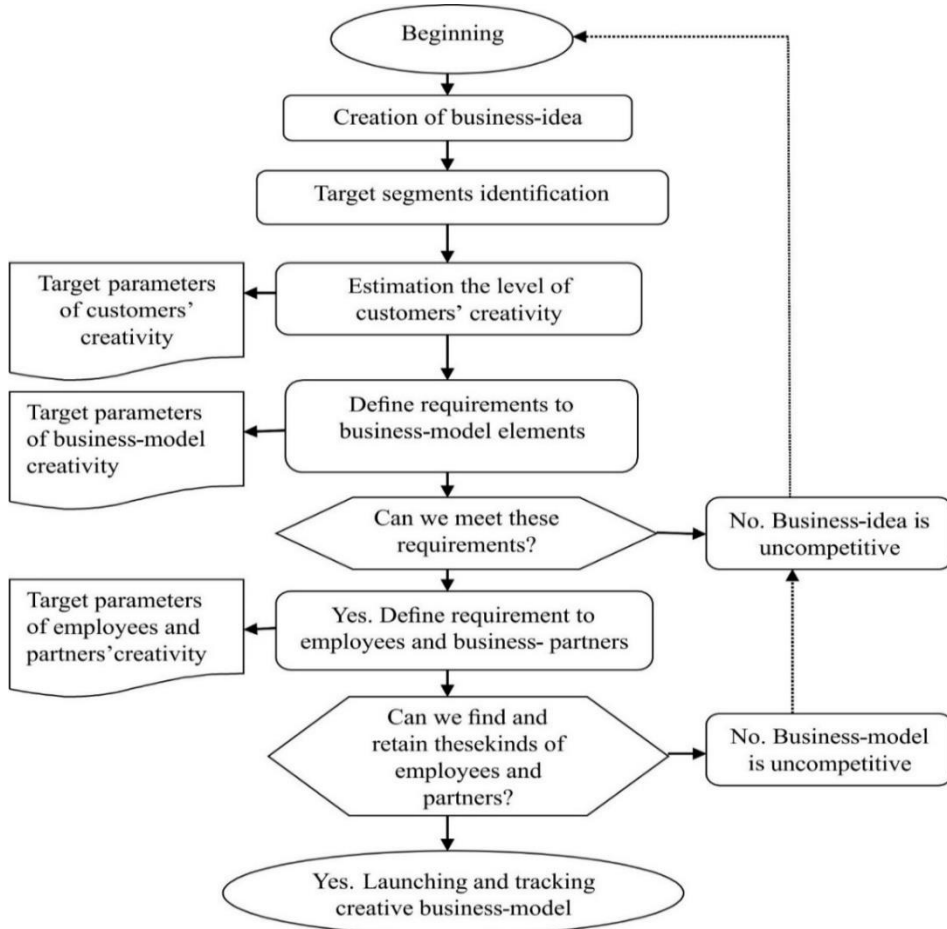 Beginning
Creation of business-idea
Target segments identification
Target parameters
of customers’
creativity
Estimation the level of
customers’ creativity
Target parameters
of business-model
creativity
Define requirements to
business-model elements
Can we meet these
requirements?
No. Business-idea is
uncompetitive
Target parameters
of employees and
partners’creativity
Yes. Define requirement to
employees and business- partners
Can we find and
retain thesekinds of
employees and
partners?
No. Business-model
is uncompetitive
Yes. Launching and tracking
creative business-model